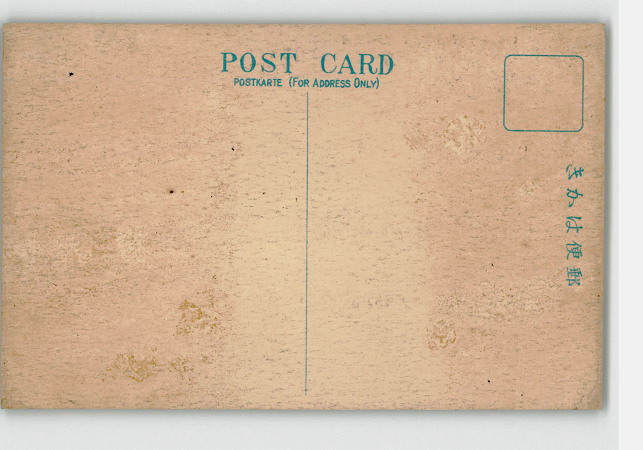 POST CARD
POSTKARTE (FOR ADDRESS ONLY)
きかは便郵